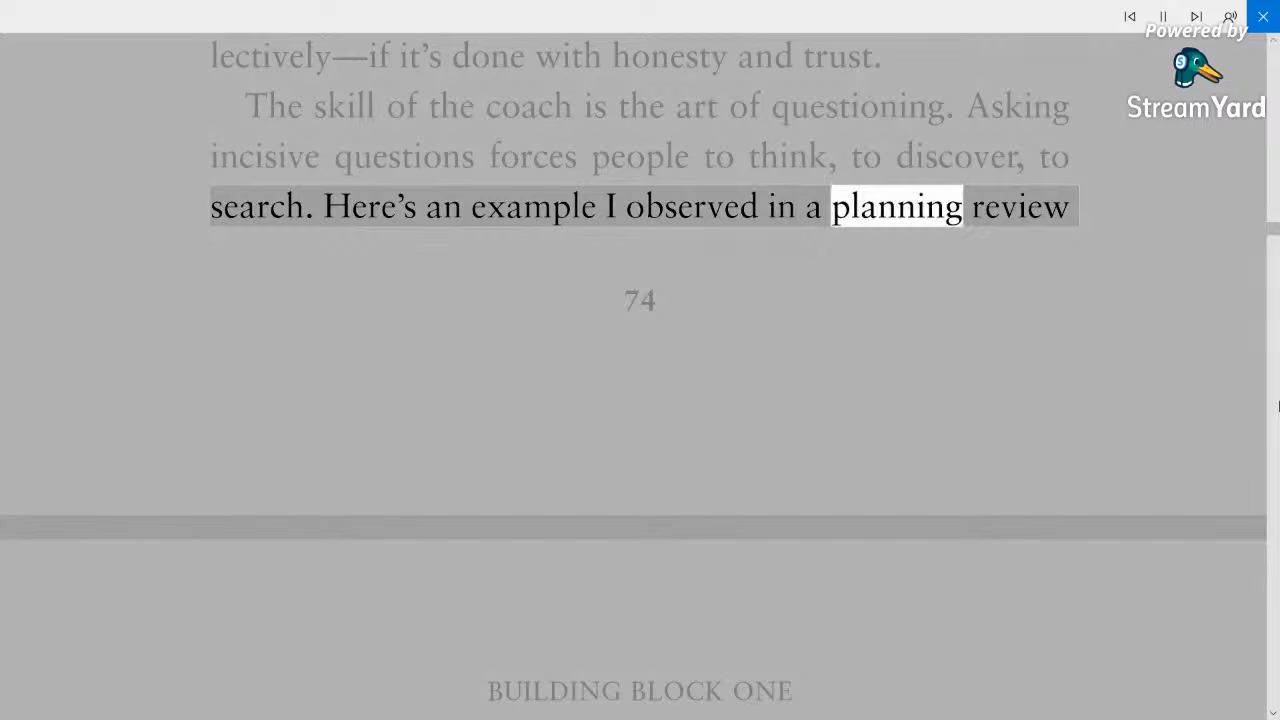 Powered by
StreamYard
lectively—if it's done with honesty and trust.
The skill of the coach is the art of questioning. Asking
incisive questions forces people to think, to discover, to
search. Here's an example I observed in a planning review
74
BUILDING BLOCK ONE